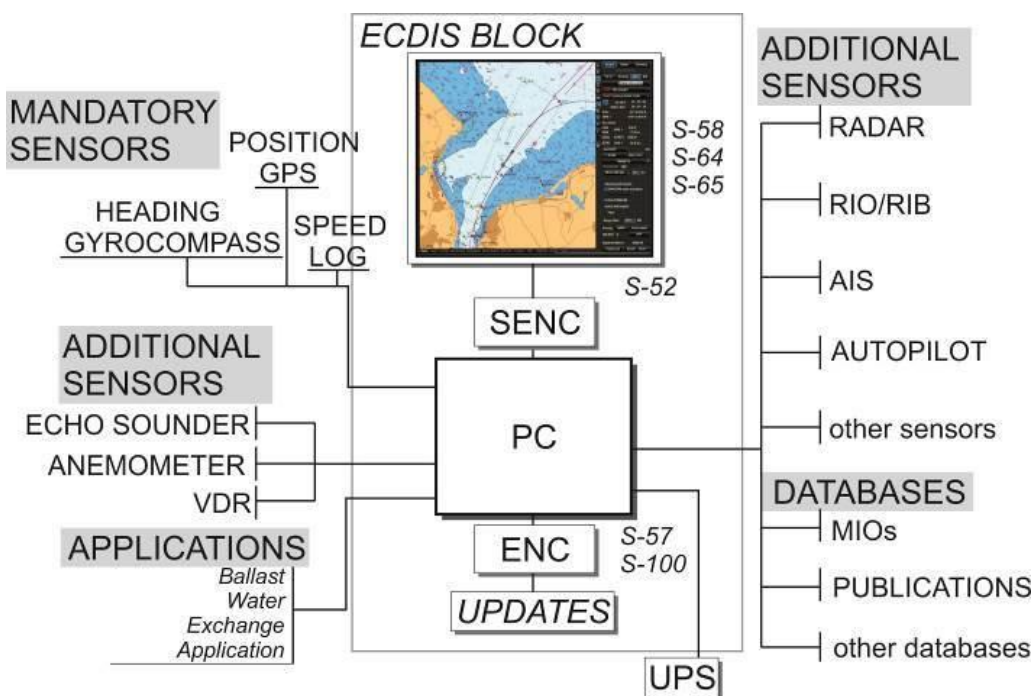 ECDIS BLOCK
MANDATORY
SENSORS
POSITION
GPS
HEADING
GYROCOMPASS
SPEED
LOG
ADDITIONAL
SENSORS
ECHO SOUNDER
ANEMOMETER
VDR
APPLICATIONS
Ballast
Water
Exchange
Application
S-58
S-64
S-65
S-52
SENC
PC
ENC
S-57
S-100
UPDATES
UPS
ADDITIONAL
SENSORS
RADAR
RIO/RIB
AIS
AUTOPILOT
other sensors
DATABASES
MIOs
PUBLICATIONS
other databases